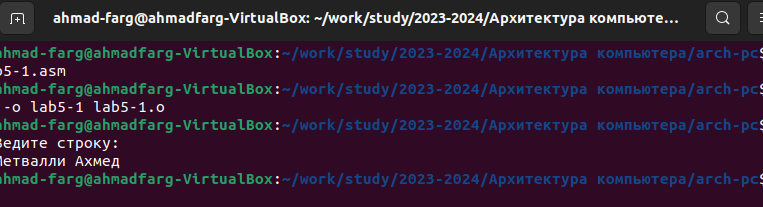 ahmad-farg@ahmadfarg-VirtualBox: ~/work/study/2023-2024/Архитектура компьюте...
ahmad-farg@ahmadfarg-VirtualBox:~/work/study/2023-2024/Архитектура компьютера/arch-pc$
b5-1.asm
ahmad-farg@ahmadfarg-VirtualBox:~/work/study/2023-2024/Архитектура компьютера/arch-pc$
-o lab5-1 lab5-1.o
ahmad-farg@ahmadfarg-VirtualBox:~/work/study/2023-2024/Архитектура компьютера/arch-pc$
Ведите строку:
Метвалли Ахмед
ahmad-farg@ahmadfarg-VirtualBox:~/work/study/2023-2024/Архитектура компьютера/arch-pc$